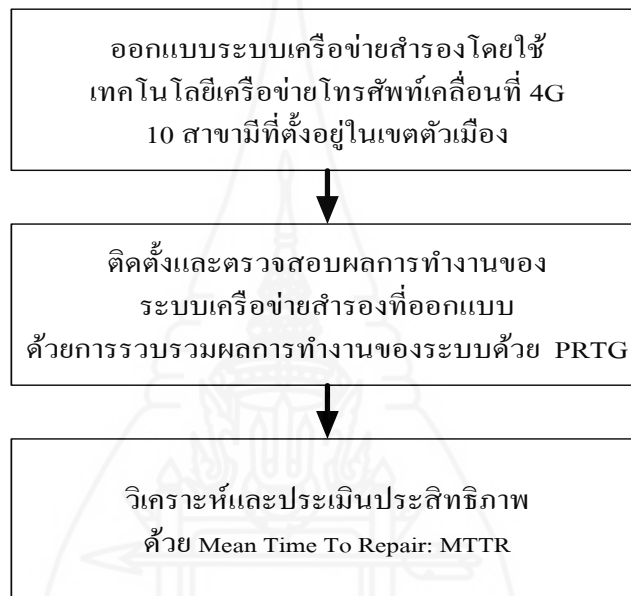 ออกแบบระบบเครือข่ายสำรองโดยใช้
เทคโนโลยีเครือข่ายโทรศัพท์เคลื่อนที่ 4G
10 สาขามีที่ตั้งอยู่ในเขตตัวเมือง
ติดตั้งและตรวจสอบผลการทำงานของ
ระบบเครือข่ายสำรองที่ออกแบบ
ด้วยการรวบรวมผลการทำงานของระบบด้วย PRTG
วิเคราะห์และประเมินประสิทธิภาพ
ด้วย Mean Time To Repair: MTTR